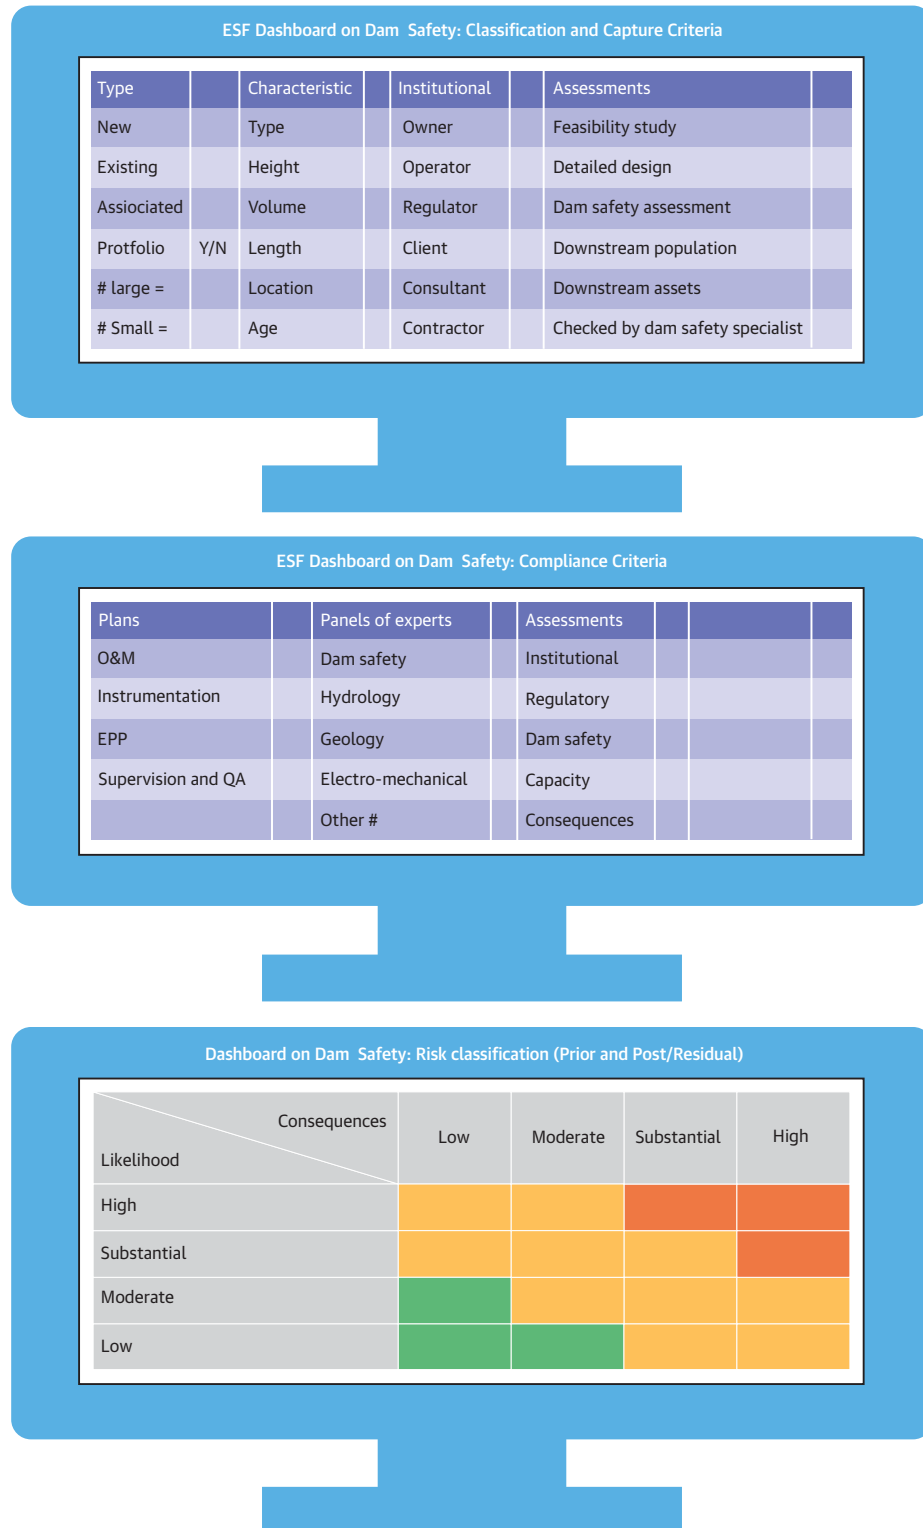 ESF Dashboard on Dam Safety: Classification and Capture Criteria
Type Characteristic Institutional Assessments
New Type Owner Feasibility study
Existing Height Operator Detailed design
Assiociated Volume Regulator Dam safety assessment
Protfolio Y/N Length Client Downstream population
# large = Location Consultant Downstream assets
# Small = Age Contractor Checked by dam safety specialist
ESF Dashboard on Dam Safety: Compliance Criteria
Plans Panels of experts Assessments
O&M Dam safety Institutional
Instrumentation Hydrology Regulatory
EPP Geology Dam safety
Supervision and QA Electro-mechanical Capacity
Other # Consequences
Dashboard on Dam Safety: Risk classification (Prior and Post/Residual)
Consequences Low Moderate Substantial High
Likelihood
High
Substantial
Moderate
Low